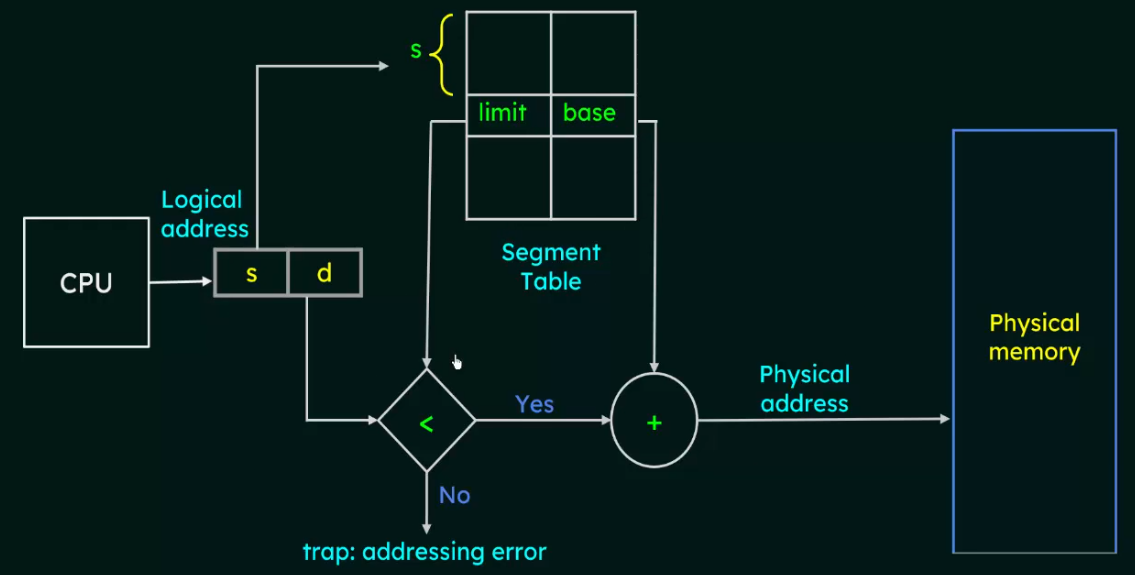 s
limit
base
Logical
address
CPU
s
d
Segment
Table
<
Yes
+
Physical
address
Physical
memory
No
trap: addressing error